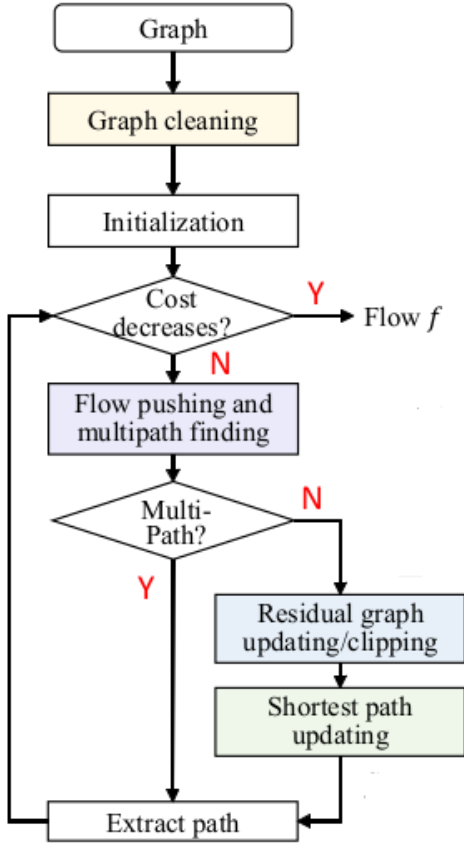 Graph
Graph cleaning
Initialization
Cost
decreases?
Y
Flow f
N
Flow pushing and
multipath finding
Multi-
Path?
N
Y
Residual graph
updating/clipping
Shortest path
updating
Extract path